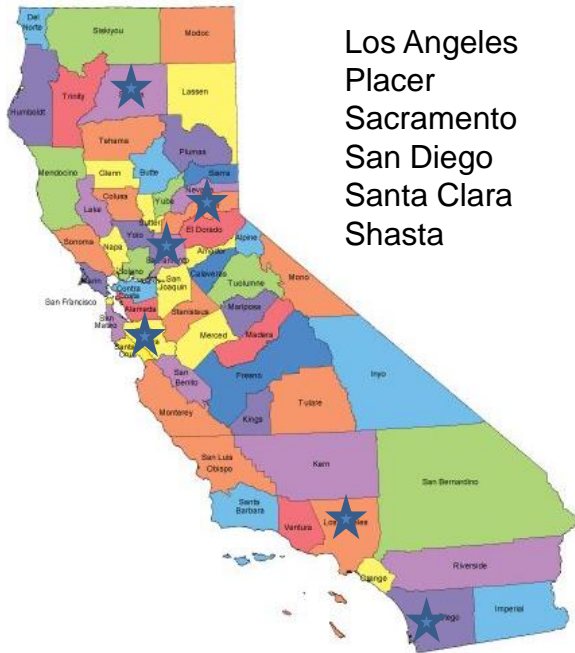 Los Angeles
Placer
Sacramento
San Diego
Santa Clara
Shasta
Del
Norte
Siskiyou
Modoc
Humboldt
Trinity
Lassen
Tehama
Plumas
Mendocino
Glenn
Butte
Sierra
Colusa
Yuba
Nevada
Lake
Sutter
Sonoma
Napa
Yolo
El Dorado
Alpine
Amador
Solano
Calaveras
Marin
Contra
Costa
San
Joaquin
Tuolumne
Mono
San Francisco
Alameda
Stanislaus
Mariposa
San
Mateo
Merced
Madera
Cruz
San
Benito
Fresno
Inyo
Monterey
Kings
Tulare
San Luis
Obispo
Kern
San Bernardino
Santa
Barbara
Ventura
Orange
Riverside
Imperial